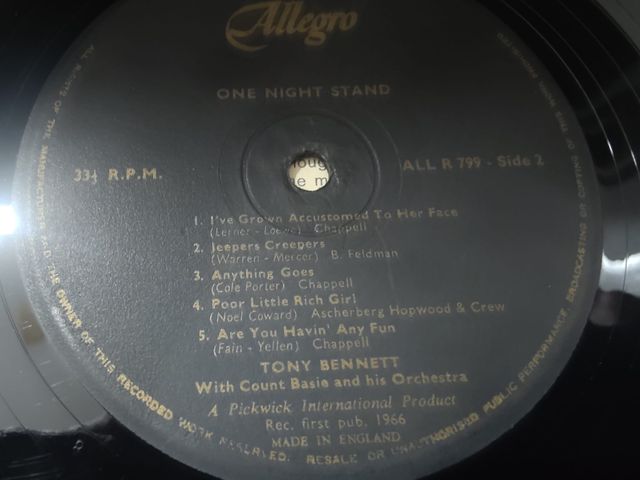 Allegro
ONE NIGHT STAND
33⅓ R.P.M.
ALL R 799 - Side 2
1. I've Grown Accustomed To Her Face
(Lerner - Loewe) Chappell
2. Jeepers Creepers
(Warren - Mercer) B. Feldman
3. Anything Goes
(Cole Porter) Chappell
4. Poor Little Rich Girl
(Noel Coward) Ascherberg Hopwood & Crew
5. Are You Havin' Any Fun
(Fain - Yellen) Chappell
TONY BENNETT
With Count Basie and his Orchestra
A Pickwick International Product
Rec. first pub. 1966
MADE IN ENGLAND
ALL RIGHTS OF THE MANUFACTURER AND THE OWNER OF THIS RECORDED WORK RESERVED. RESALE OR UNAUTHORISED PUBLIC PERFORMANCE BROADCASTING OR COPYING OF THIS WORK PROHIBITED